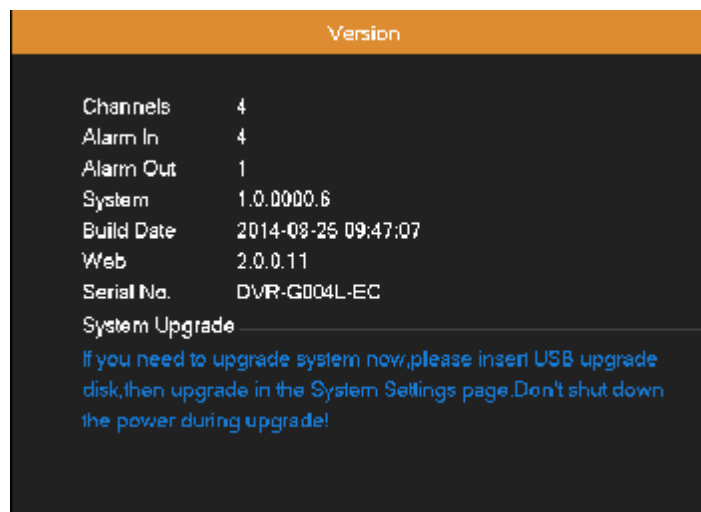 Version
Channels 4
Alarm In 4
Alarm Out 1
System 1.0.0000.6
Build Date 2014-08-25 09:47:07
Web 2.0.0.11
Serial No. DVR-G004L-EC
System Upgrade
If you need to upgrade system now,please insert USB upgrade
disk,then upgrade in the System Settings page.Don't shut down
the power during upgrade!